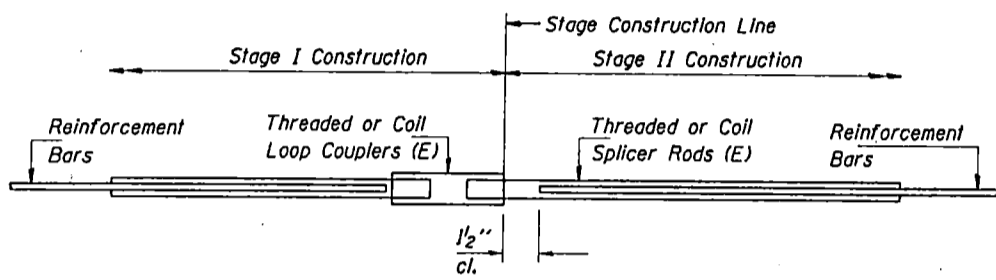 Stage Construction Line
Stage I Construction
Stage II Construction
Reinforcement
Bars
Threaded or Coil
Loop Couplers (E)
Threaded or Coil
Splicer Rods (E)
Reinforcement
Bars
1½"
cl.